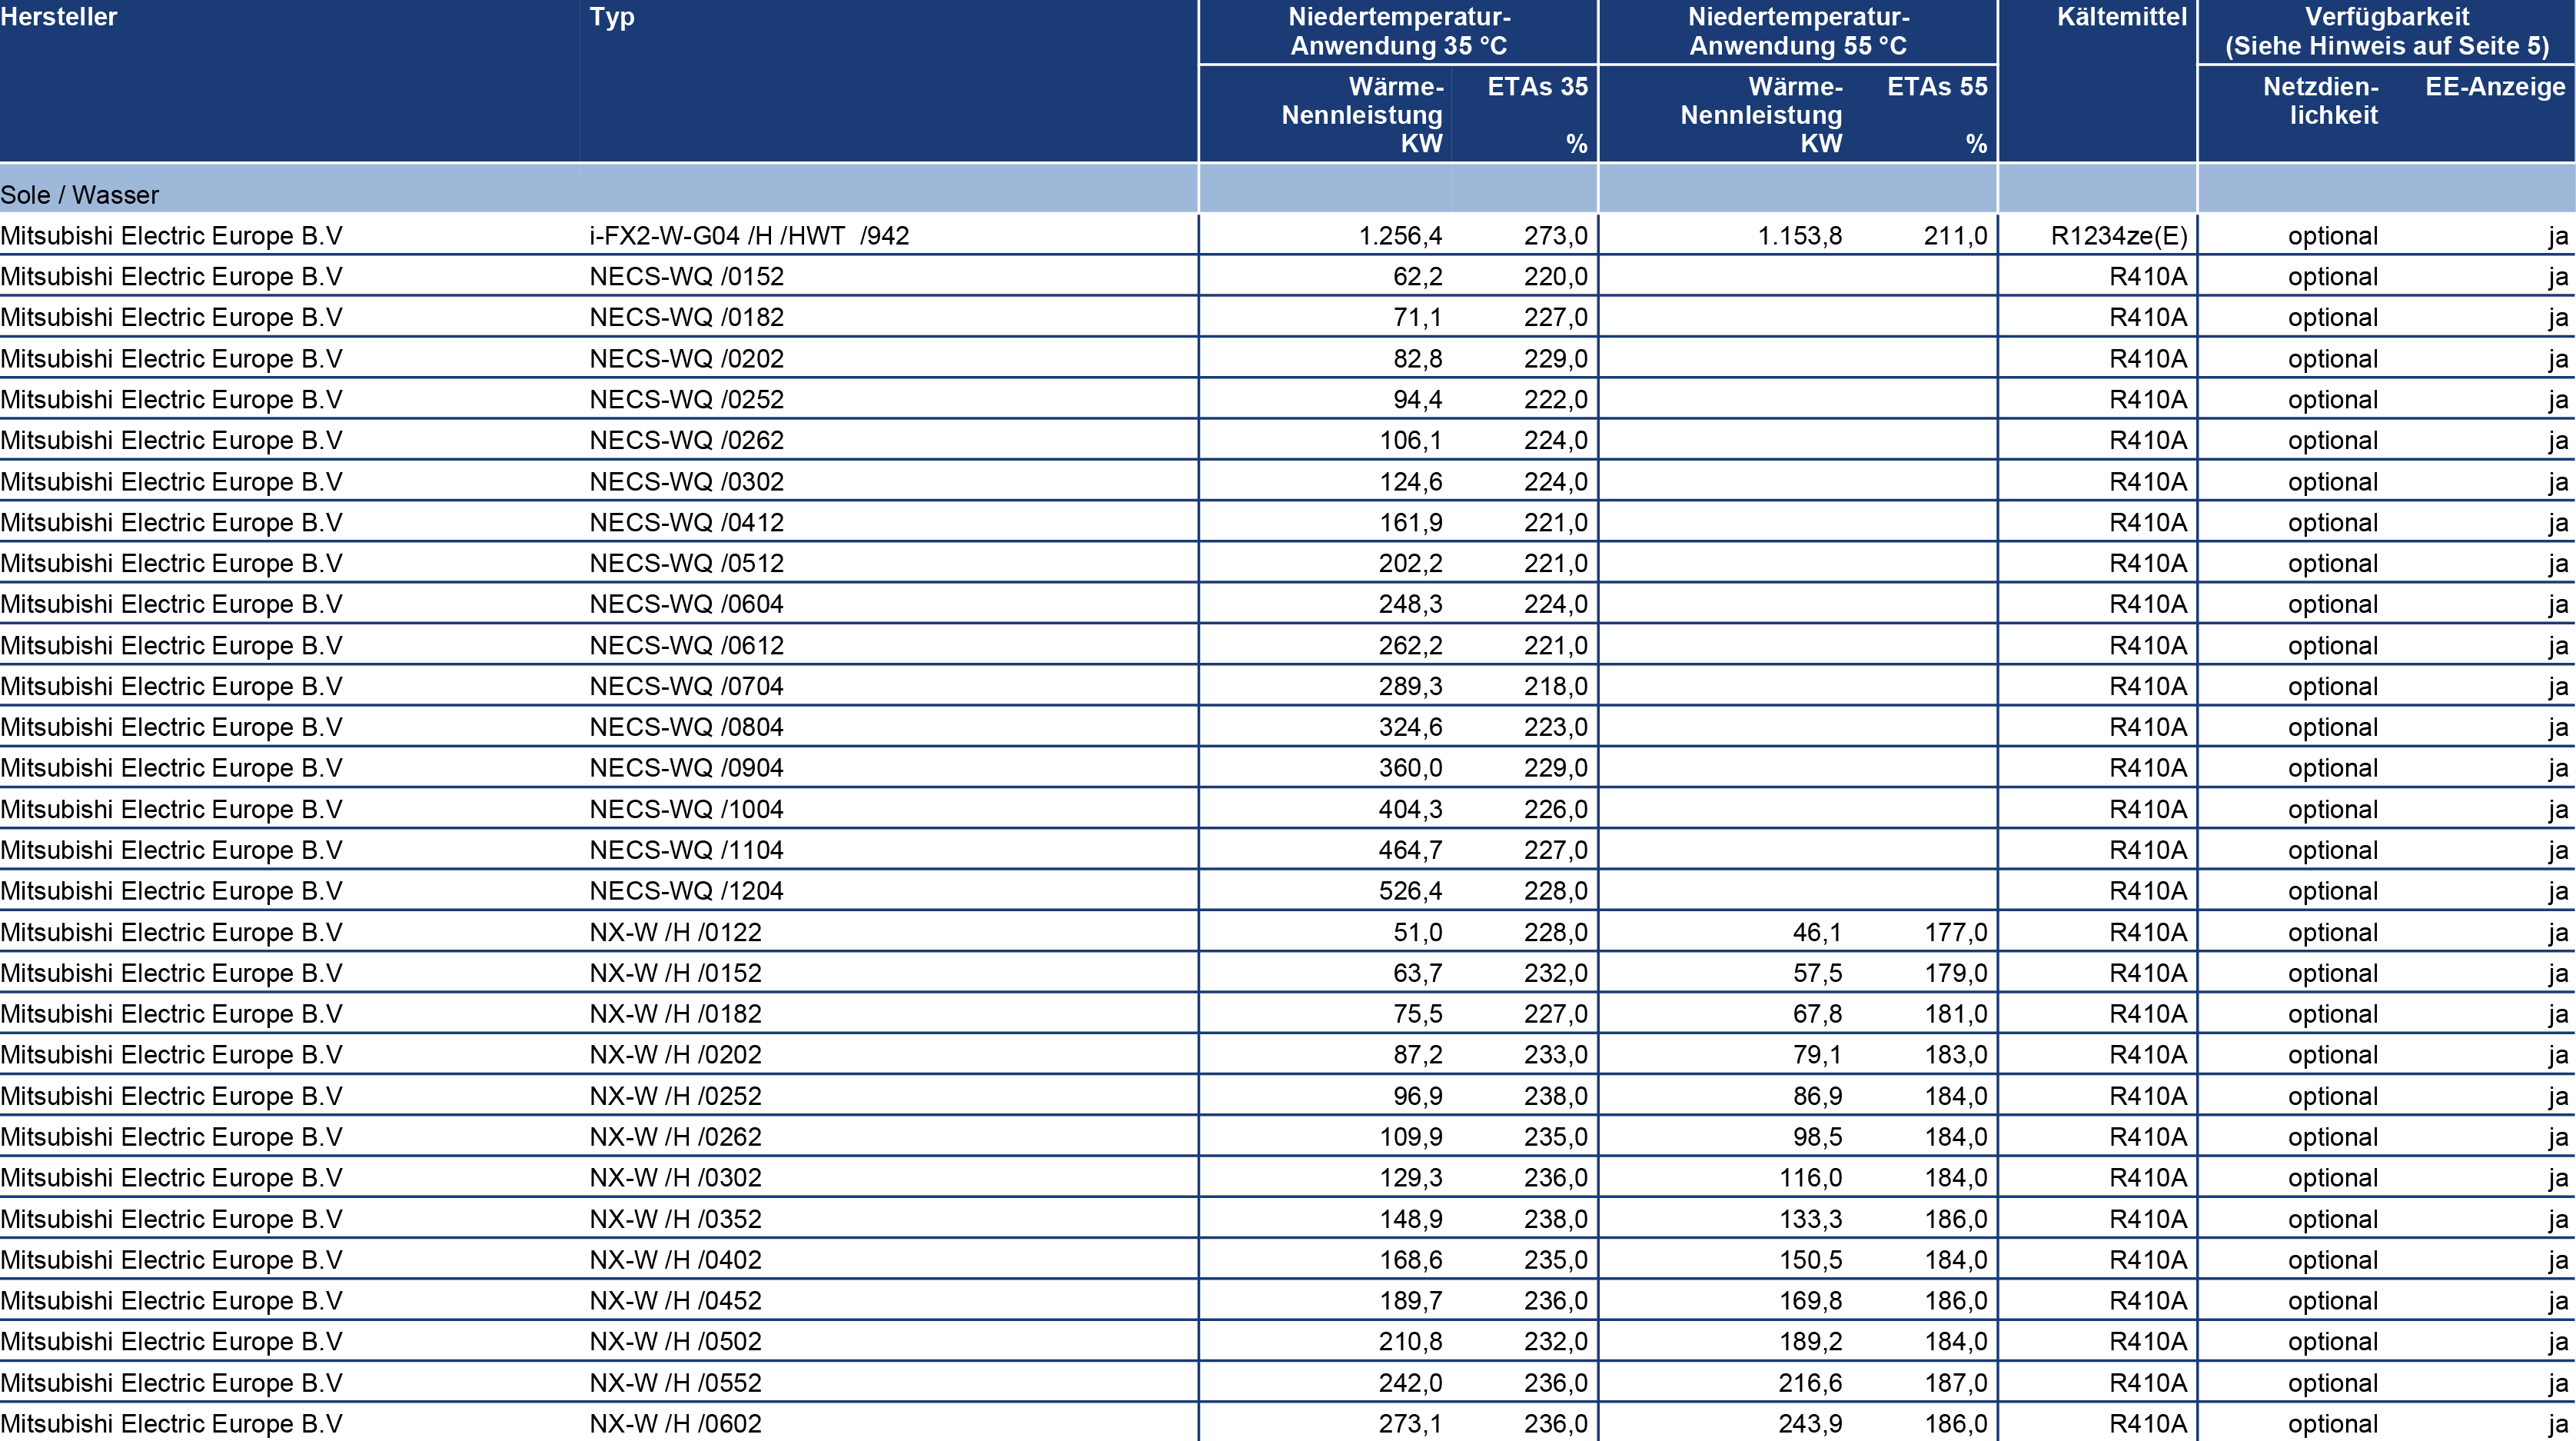 Hersteller Typ Niedertemperatur- Niedertemperatur- Kältemittel Verfügbarkeit
Anwendung 35 °C Anwendung 55 °C (Siehe Hinweis auf Seite 5)
Wärme- ETAs 35 Wärme- ETAs 55 Netzdien- EE-Anzeige
Nennleistung Nennleistung lichkeit
KW % KW %
Sole / Wasser
Mitsubishi Electric Europe B.V i-FX2-W-G04 /H /HWT  /942 1.256,4 273,0 1.153,8 211,0 R1234ze(E) optional ja
Mitsubishi Electric Europe B.V NECS-WQ /0152 62,2 220,0 R410A optional ja
Mitsubishi Electric Europe B.V NECS-WQ /0182 71,1 227,0 R410A optional ja
Mitsubishi Electric Europe B.V NECS-WQ /0202 82,8 229,0 R410A optional ja
Mitsubishi Electric Europe B.V NECS-WQ /0252 94,4 222,0 R410A optional ja
Mitsubishi Electric Europe B.V NECS-WQ /0262 106,1 224,0 R410A optional ja
Mitsubishi Electric Europe B.V NECS-WQ /0302 124,6 224,0 R410A optional ja
Mitsubishi Electric Europe B.V NECS-WQ /0412 161,9 221,0 R410A optional ja
Mitsubishi Electric Europe B.V NECS-WQ /0512 202,2 221,0 R410A optional ja
Mitsubishi Electric Europe B.V NECS-WQ /0604 248,3 224,0 R410A optional ja
Mitsubishi Electric Europe B.V NECS-WQ /0612 262,2 221,0 R410A optional ja
Mitsubishi Electric Europe B.V NECS-WQ /0704 289,3 218,0 R410A optional ja
Mitsubishi Electric Europe B.V NECS-WQ /0804 324,6 223,0 R410A optional ja
Mitsubishi Electric Europe B.V NECS-WQ /0904 360,0 229,0 R410A optional ja
Mitsubishi Electric Europe B.V NECS-WQ /1004 404,3 226,0 R410A optional ja
Mitsubishi Electric Europe B.V NECS-WQ /1104 464,7 227,0 R410A optional ja
Mitsubishi Electric Europe B.V NECS-WQ /1204 526,4 228,0 R410A optional ja
Mitsubishi Electric Europe B.V NX-W /H /0122 51,0 228,0 46,1 177,0 R410A optional ja
Mitsubishi Electric Europe B.V NX-W /H /0152 63,7 232,0 57,5 179,0 R410A optional ja
Mitsubishi Electric Europe B.V NX-W /H /0182 75,5 227,0 67,8 181,0 R410A optional ja
Mitsubishi Electric Europe B.V NX-W /H /0202 87,2 233,0 79,1 183,0 R410A optional ja
Mitsubishi Electric Europe B.V NX-W /H /0252 96,9 238,0 86,9 184,0 R410A optional ja
Mitsubishi Electric Europe B.V NX-W /H /0262 109,9 235,0 98,5 184,0 R410A optional ja
Mitsubishi Electric Europe B.V NX-W /H /0302 129,3 236,0 116,0 184,0 R410A optional ja
Mitsubishi Electric Europe B.V NX-W /H /0352 148,9 238,0 133,3 186,0 R410A optional ja
Mitsubishi Electric Europe B.V NX-W /H /0402 168,6 235,0 150,5 184,0 R410A optional ja
Mitsubishi Electric Europe B.V NX-W /H /0452 189,7 236,0 169,8 186,0 R410A optional ja
Mitsubishi Electric Europe B.V NX-W /H /0502 210,8 232,0 189,2 184,0 R410A optional ja
Mitsubishi Electric Europe B.V NX-W /H /0552 242,0 236,0 216,6 187,0 R410A optional ja
Mitsubishi Electric Europe B.V NX-W /H /0602 273,1 236,0 243,9 186,0 R410A optional ja